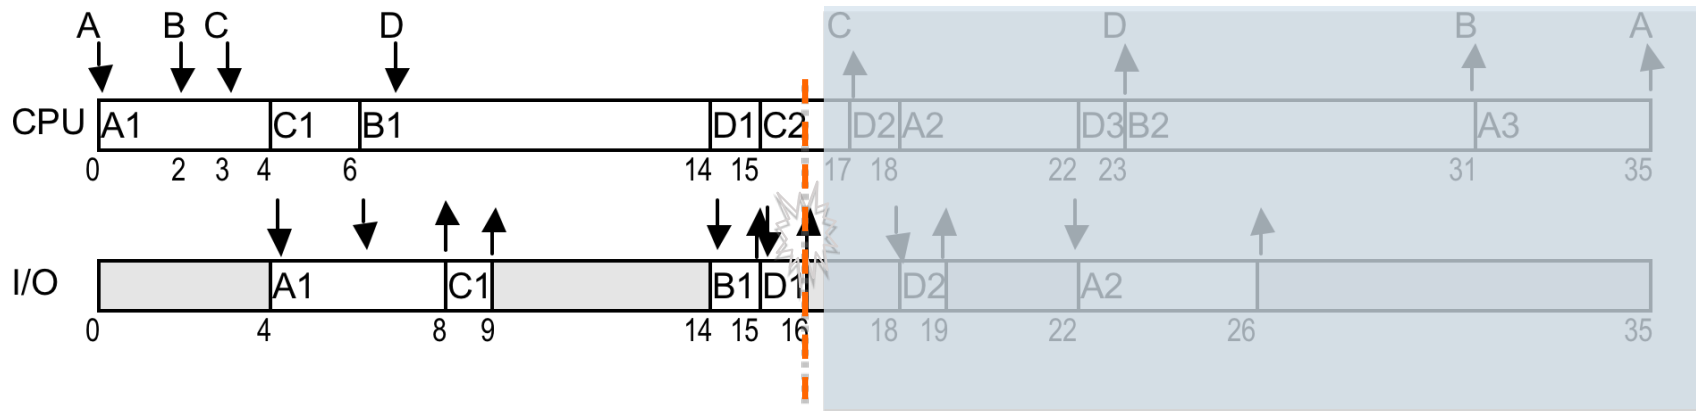 A B C D C D B A
CPU A1 C1 B1 D1 C2 D2 A2 D3 B2 A3
0 2 3 4 6 14 15 17 18 22 23 31 35
I/O A1 C1 B1 D1 D2 A2
0 4 8 9 14 15 16 18 19 22 26 35